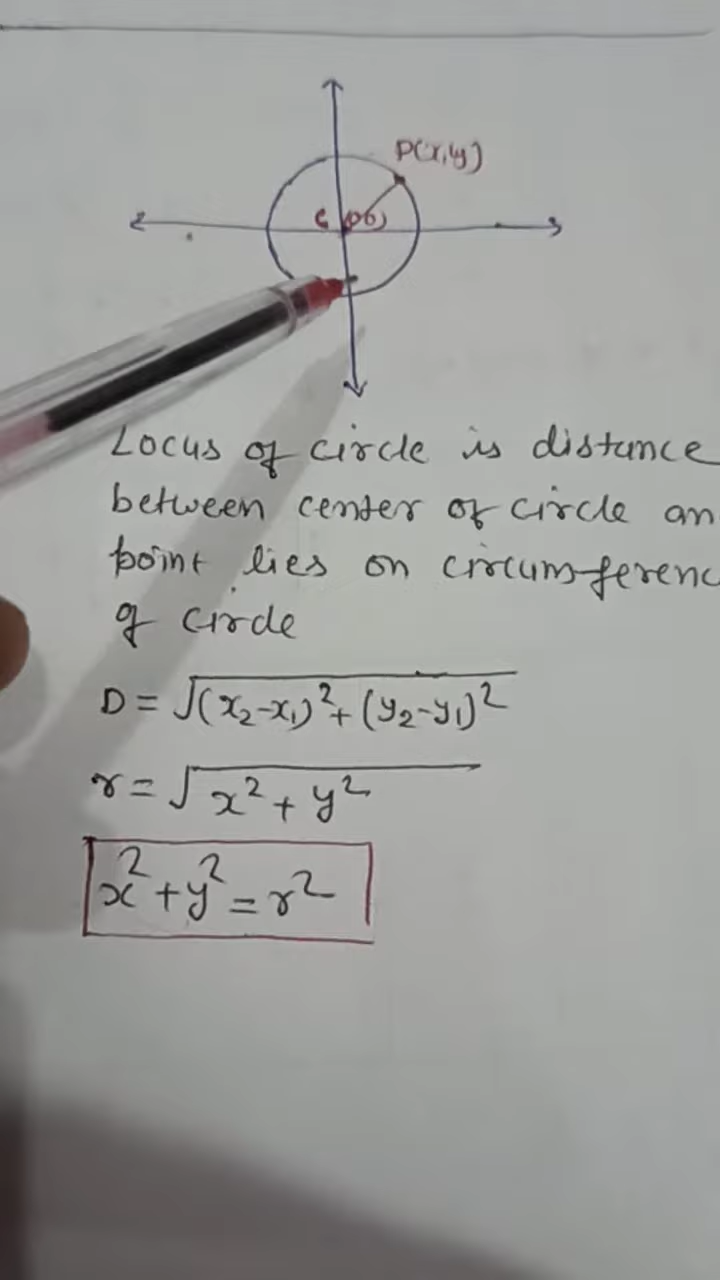 P(x,y)
C (0,0)
Locus of circle is distance
between center of circle an
point lies on circumferenc
of circle
D = √(x₂-x₁)²+(y₂-y₁)²
r = √x²+y²
x²+y²=r²